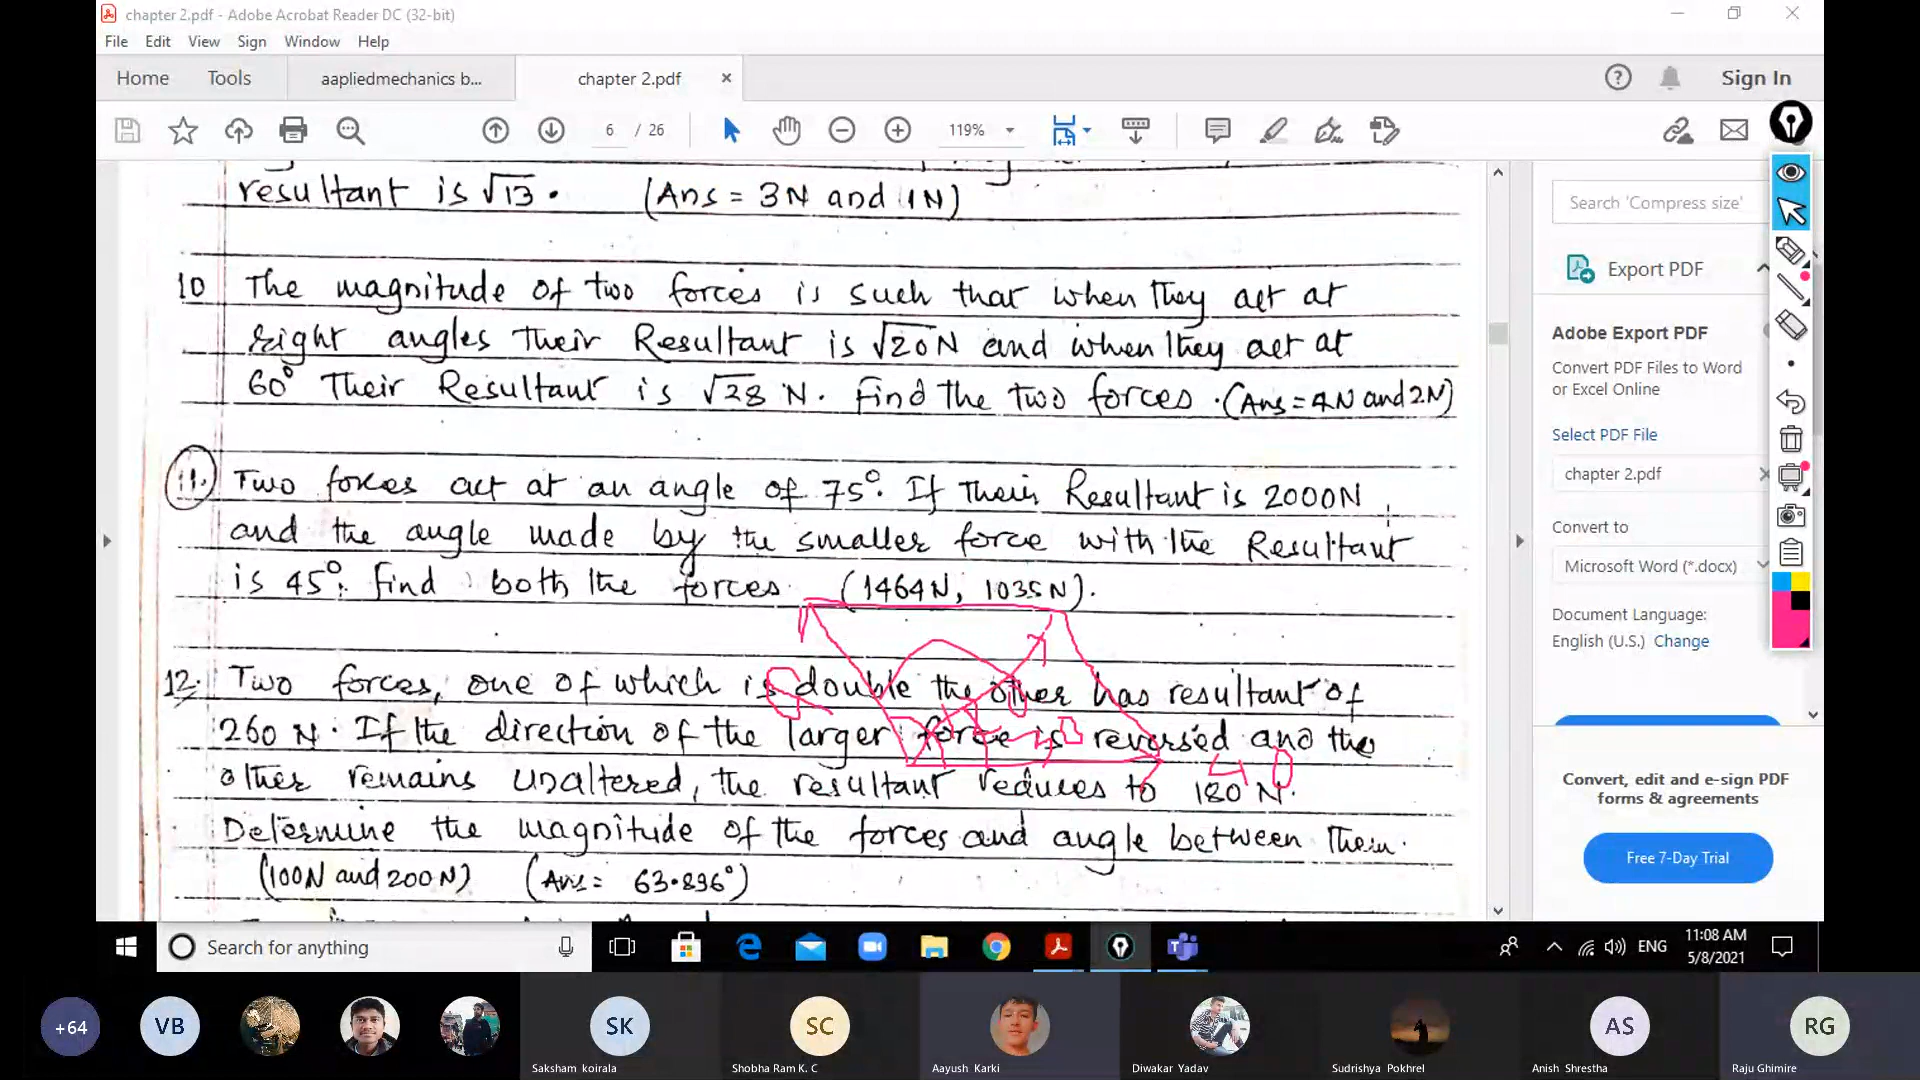 chapter 2.pdf - Adobe Acrobat Reader DC (32-bit)
File Edit View Sign Window Help
Home Tools aapliedmechanics b... chapter 2.pdf × Sign In
6 / 26 119%
resultant is √13. (Ans = 3N and 1N)
10 The magnitude of two forces is such that when they act at
right angles their Resultant is √20 N and when they act at
60° Their Resultant is √28 N. Find the two forces. (Ans = 4N and 2N)
11. Two forces act at an angle of 75°. If Their Resultant is 2000N
and the angle made by the smaller force with the Resultant
is 45°. find both the forces (1464N, 1035N).
12. Two forces, one of which is double the other has resultant of
260 N. If the direction of the larger force is reversed and the
other remains unaltered, the resultant reduces to 180 N.
Determine the magnitude of the forces and angle between them.
(100N and 200N) (Ans = 63.896°)
Search 'Compress size'
Export PDF
Adobe Export PDF
Convert PDF Files to Word
or Excel Online
Select PDF File
chapter 2.pdf
Convert to
Microsoft Word (*.docx)
Document Language:
English (U.S.) Change
Convert, edit and e-sign PDF
forms & agreements
Free 7-Day Trial
Search for anything
ENG
11:08 AM
5/8/2021
+64 VB SK SC AS RG
Saksham koirala Shobha Ram K. C Aayush Karki Diwakar Yadav Sudrishya Pokhrel Anish Shrestha Raju Ghimire